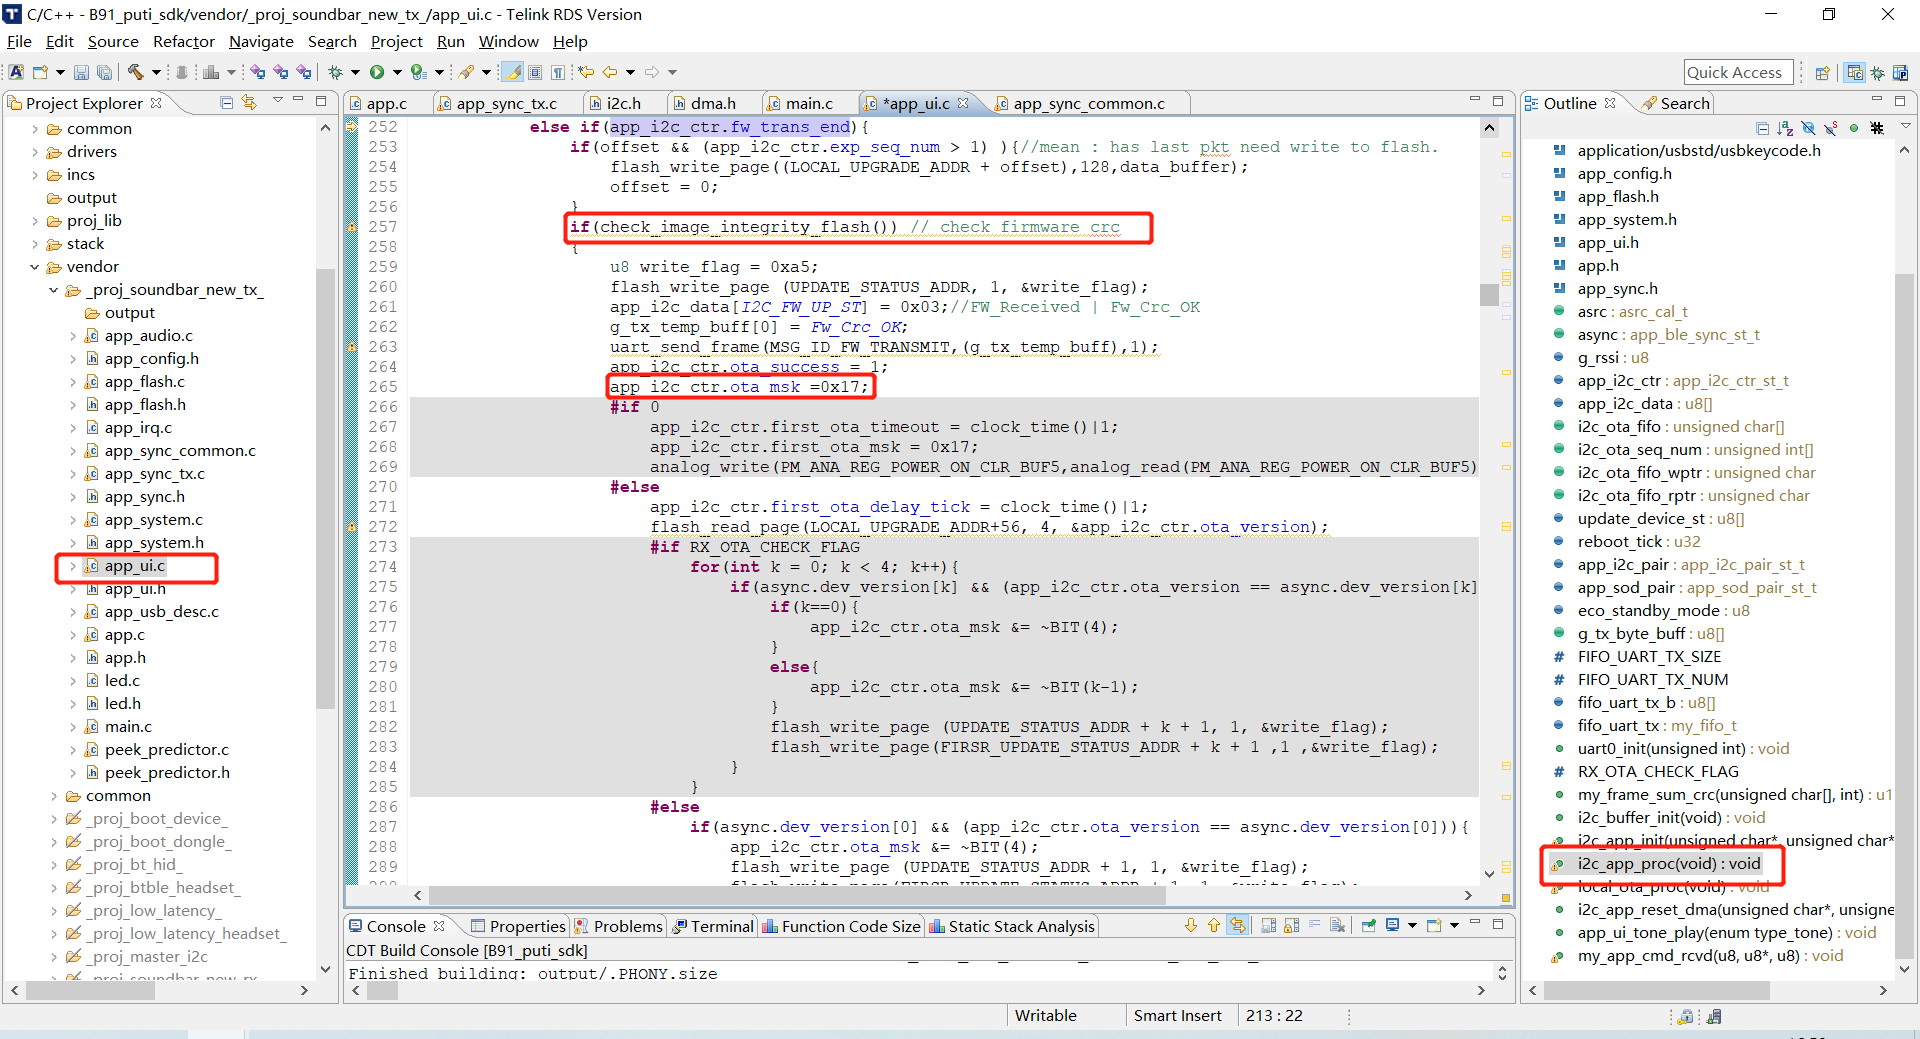 C/C++ - B91_puti_sdk/vendor/_proj_soundbar_new_tx_/app_ui.c - Telink RDS Version
File Edit Source Refactor Navigate Search Project Run Window Help
Quick Access
Project Explorer
common
drivers
incs
output
proj_lib
stack
vendor
_proj_soundbar_new_tx_
output
app_audio.c
app_config.h
app_flash.c
app_flash.h
app_irq.c
app_sync_common.c
app_sync_tx.c
app_sync.h
app_system.c
app_system.h
app_ui.c
app_ui.h
app_usb_desc.c
app.c
app.h
led.c
led.h
main.c
peek_predictor.c
peek_predictor.h
common
_proj_boot_device_
_proj_boot_dongle_
_proj_bt_hid_
_proj_btble_headset_
_proj_low_latency_
_proj_low_latency_headset_
_proj_master_i2c
_proj_soundbar_new_rx_
app.c app_sync_tx.c i2c.h dma.h main.c *app_ui.c app_sync_common.c
252 else if(app_i2c_ctr.fw_trans_end){
253 if(offset && (app_i2c_ctr.exp_seq_num > 1) ){//mean : has last pkt need write to flash.
254 flash_write_page((LOCAL_UPGRADE_ADDR + offset),128,data_buffer);
255 offset = 0;
256 }
257 if(check_image_integrity_flash()) // check firmware crc
258 {
259 u8 write_flag = 0xa5;
260 flash_write_page (UPDATE_STATUS_ADDR, 1, &write_flag);
261 app_i2c_data[I2C_FW_UP_ST] = 0x03;//FW_Received | Fw_Crc_OK
262 g_tx_temp_buff[0] = Fw_Crc_OK;
263 uart_send_frame(MSG_ID_FW_TRANSMIT,(g_tx_temp_buff),1);
264 app_i2c_ctr.ota_success = 1;
265 app_i2c_ctr.ota_msk =0x17;
266 #if 0
267 app_i2c_ctr.first_ota_timeout = clock_time()|1;
268 app_i2c_ctr.first_ota_msk = 0x17;
269 analog_write(PM_ANA_REG_POWER_ON_CLR_BUF5,analog_read(PM_ANA_REG_POWER_ON_CLR_BUF5)
270 #else
271 app_i2c_ctr.first_ota_delay_tick = clock_time()|1;
272 flash_read_page(LOCAL_UPGRADE_ADDR+56, 4, &app_i2c_ctr.ota_version);
273 #if RX_OTA_CHECK_FLAG
274 for(int k = 0; k < 4; k++){
275 if(async.dev_version[k] && (app_i2c_ctr.ota_version == async.dev_version[k]
276 if(k==0){
277 app_i2c_ctr.ota_msk &= ~BIT(4);
278 }
279 else{
280 app_i2c_ctr.ota_msk &= ~BIT(k-1);
281 }
282 flash_write_page (UPDATE_STATUS_ADDR + k + 1, 1, &write_flag);
283 flash_write_page(FIRSR_UPDATE_STATUS_ADDR + k + 1 ,1 ,&write_flag);
284 }
285 }
286 #else
287 if(async.dev_version[0] && (app_i2c_ctr.ota_version == async.dev_version[0])){
288 app_i2c_ctr.ota_msk &= ~BIT(4);
289 flash_write_page (UPDATE_STATUS_ADDR + 1, 1, &write_flag);
Outline Search
application/usbstd/usbkeycode.h
app_config.h
app_flash.h
app_system.h
app_ui.h
app.h
app_sync.h
asrc : asrc_cal_t
async : app_ble_sync_st_t
g_rssi : u8
app_i2c_ctr : app_i2c_ctr_st_t
app_i2c_data : u8[]
i2c_ota_fifo : unsigned char[]
i2c_ota_seq_num : unsigned int[]
i2c_ota_fifo_wptr : unsigned char
i2c_ota_fifo_rptr : unsigned char
update_device_st : u8[]
reboot_tick : u32
app_i2c_pair : app_i2c_pair_st_t
app_sod_pair : app_sod_pair_st_t
eco_standby_mode : u8
g_tx_byte_buff : u8[]
FIFO_UART_TX_SIZE
FIFO_UART_TX_NUM
fifo_uart_tx_b : u8[]
fifo_uart_tx : my_fifo_t
uart0_init(unsigned int) : void
RX_OTA_CHECK_FLAG
my_frame_sum_crc(unsigned char[], int) : u1
i2c_buffer_init(void) : void
i2c_app_init(unsigned char*, unsigned char*
i2c_app_proc(void) : void
local_ota_proc(void) : void
i2c_app_reset_dma(unsigned char*, unsigne
app_ui_tone_play(enum type_tone) : void
my_app_cmd_rcvd(u8, u8*, u8) : void
Console Properties Problems Terminal Function Code Size Static Stack Analysis
CDT Build Console [B91_puti_sdk]
Finished building: output/.PHONY.size
Writable Smart Insert 213 : 22